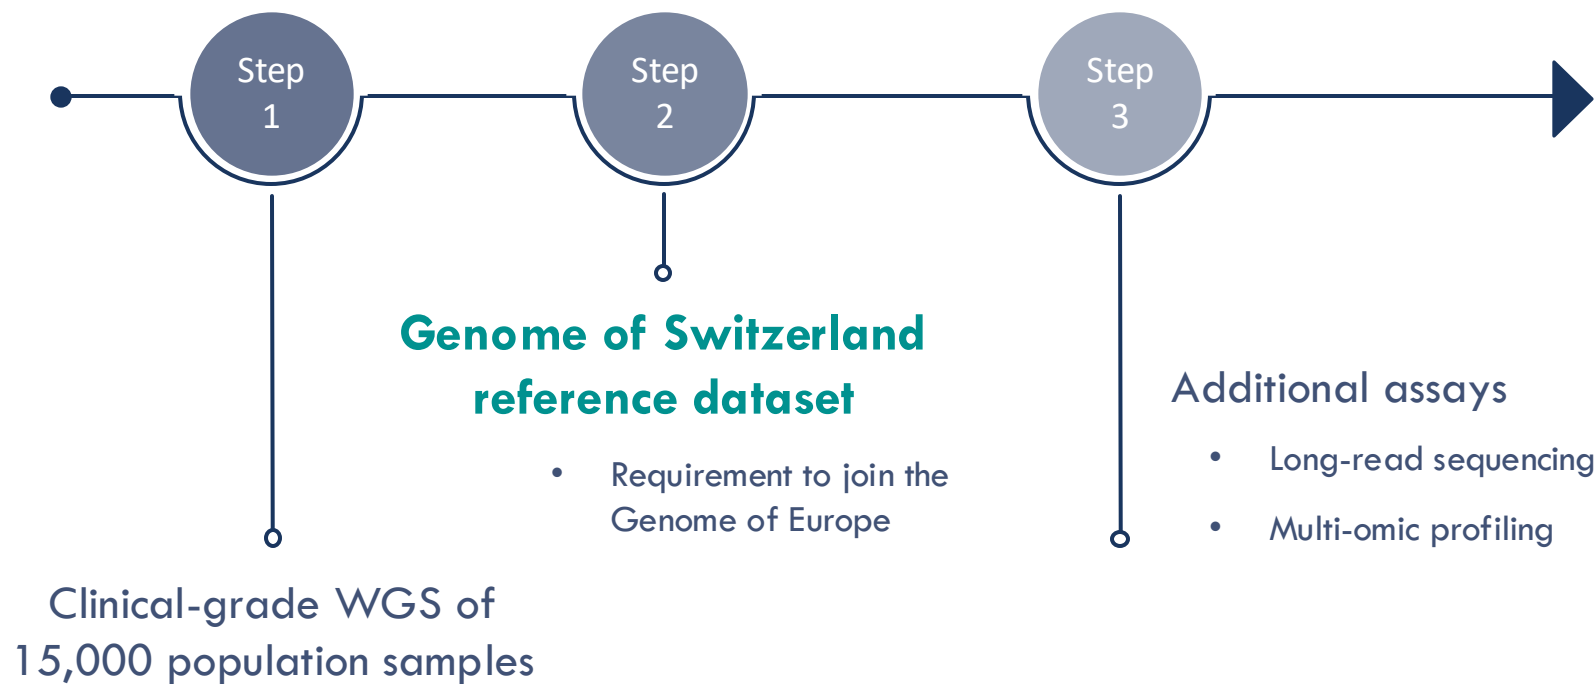 Step
1
Step
2
Step
3
Genome of Switzerland
reference dataset
• Requirement to join the
Genome of Europe
Additional assays
• Long-read sequencing
• Multi-omic profiling
Clinical-grade WGS of
15,000 population samples